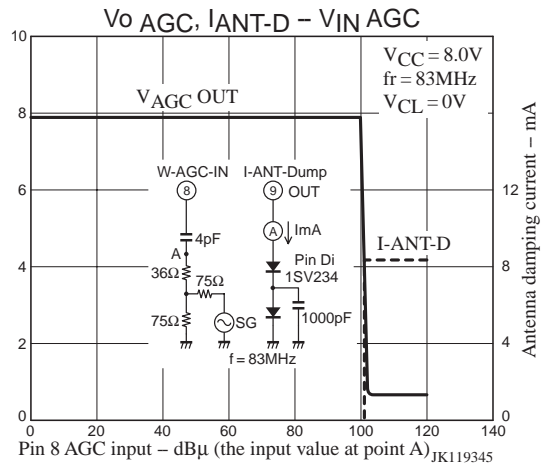 Vo AGC, IANT-D – VIN AGC
VCC = 8.0V
fr = 83MHz
VCL = 0V
VAGC OUT
W-AGC-IN
I-ANT-Dump
8
9
OUT
A
ImA
4pF
A
36Ω
75Ω
75Ω
SG
Pin Di
1SV234
1000pF
f = 83MHz
I-ANT-D
10
8
6
4
2
0
12
8
4
0
Antenna damping current – mA
0
20
40
60
80
100
120
140
Pin 8 AGC input – dBµ (the input value at point A)
JK119345